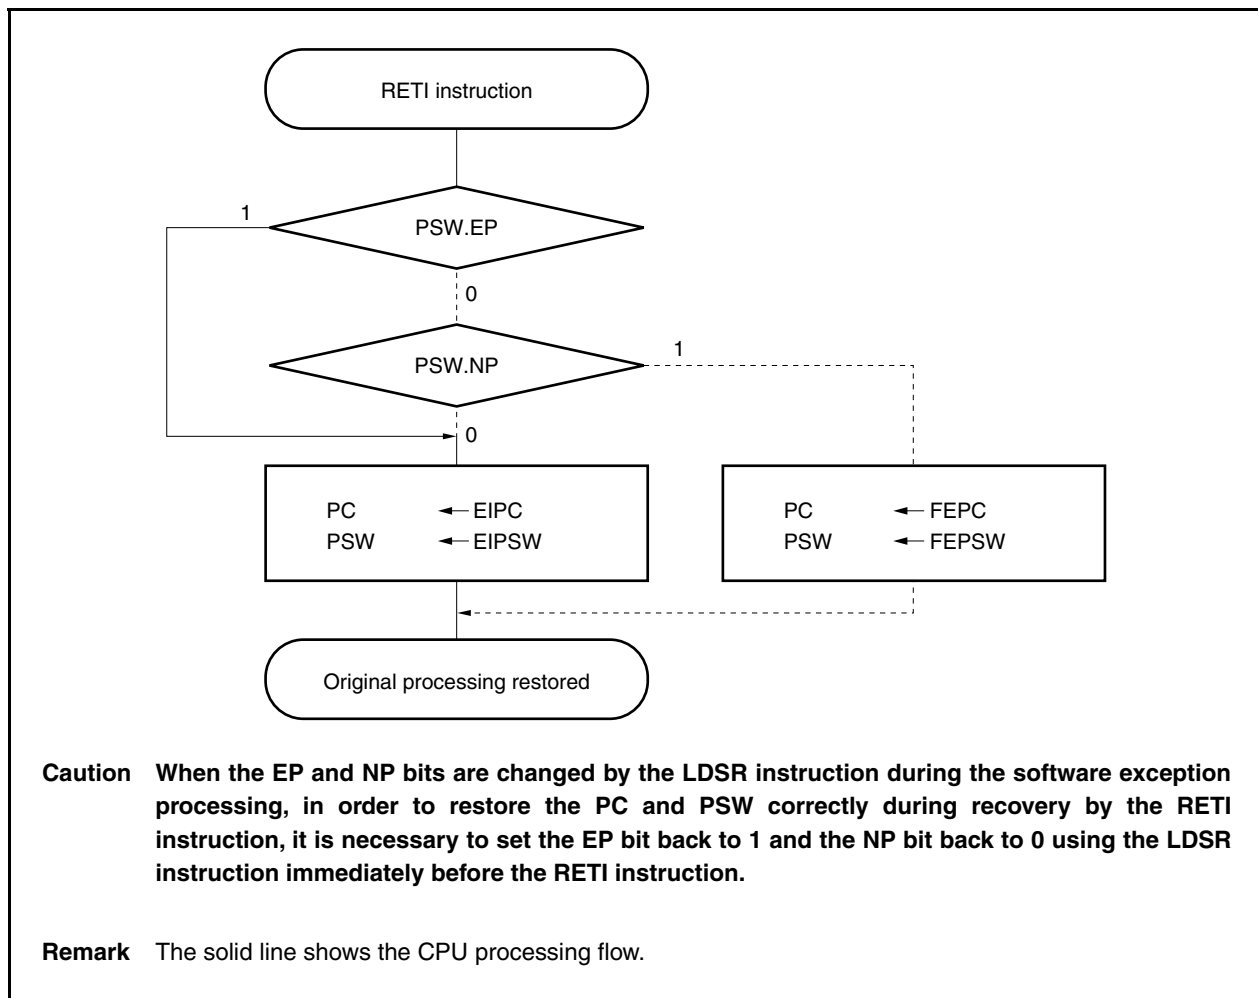 RETI instruction
1
PSW.EP
0
PSW.NP
1
0
PC ← EIPC
PSW ← EIPSW
PC ← FEPC
PSW ← FEPSW
Original processing restored
Caution When the EP and NP bits are changed by the LDSR instruction during the software exception
processing, in order to restore the PC and PSW correctly during recovery by the RETI
instruction, it is necessary to set the EP bit back to 1 and the NP bit back to 0 using the LDSR
instruction immediately before the RETI instruction.
Remark The solid line shows the CPU processing flow.